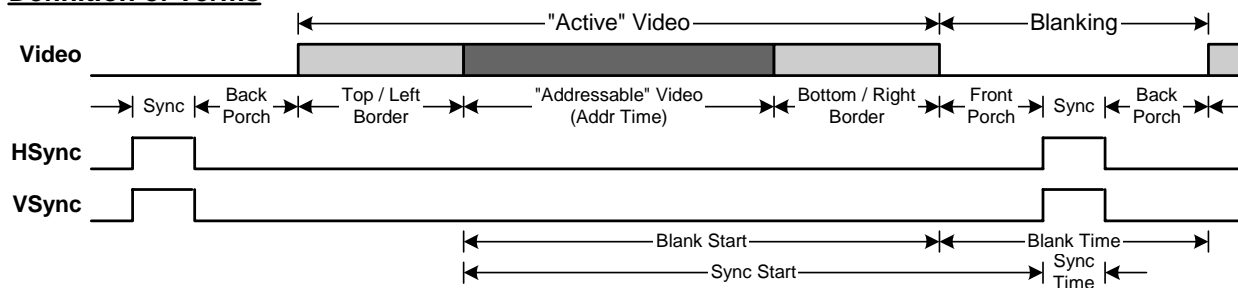 Definition of Terms
"Active" Video
Blanking
Video
Sync
Back
Porch
Top / Left
Border
"Addressable" Video
(Addr Time)
Bottom / Right
Border
Front
Porch
Sync
Back
Porch
HSync
VSync
Blank Start
Blank Time
Sync Start
Sync
Time